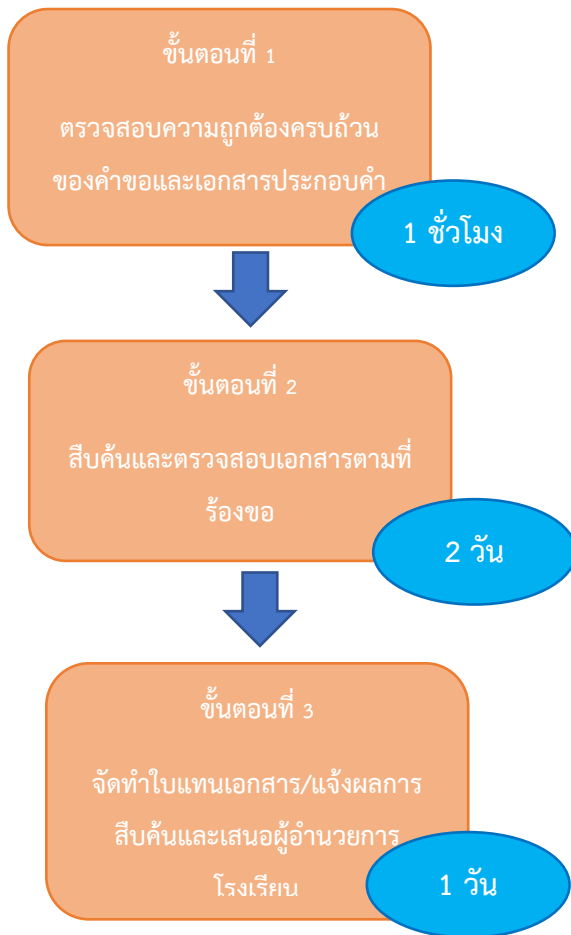 ขั้นตอนที่ 1
ตรวจสอบความถูกต้องครบถ้วน
ของคำขอและเอกสารประกอบคำ
1 ชั่วโมง
ขั้นตอนที่ 2
สืบค้นและตรวจสอบเอกสารตามที่
ร้องขอ
2 วัน
ขั้นตอนที่ 3
จัดทำใบแทนเอกสาร/แจ้งผลการ
สืบค้นและเสนอผู้อำนวยการ
โรงเรียน
1 วัน